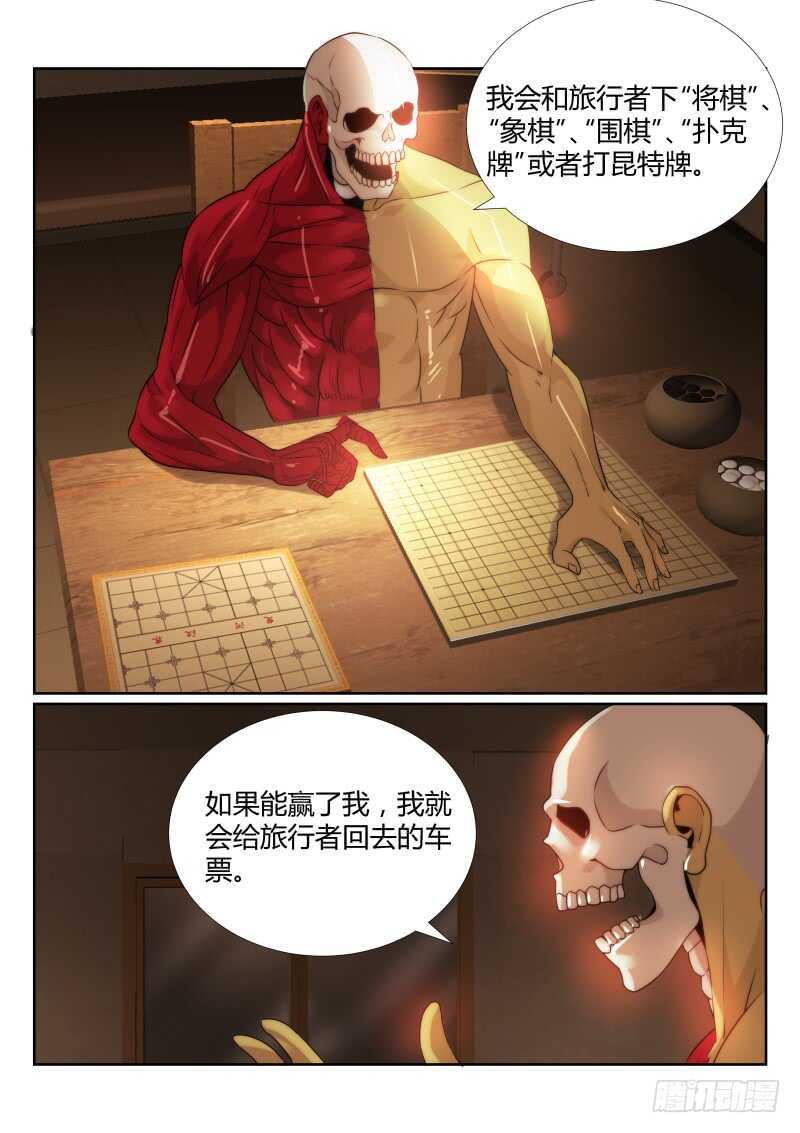 我会和旅行者下“将棋”、
“象棋”、“围棋”、“扑克
牌”或者打昆特牌。
如果能赢了我，我就
会给旅行者回去的车
票。
腾讯动漫